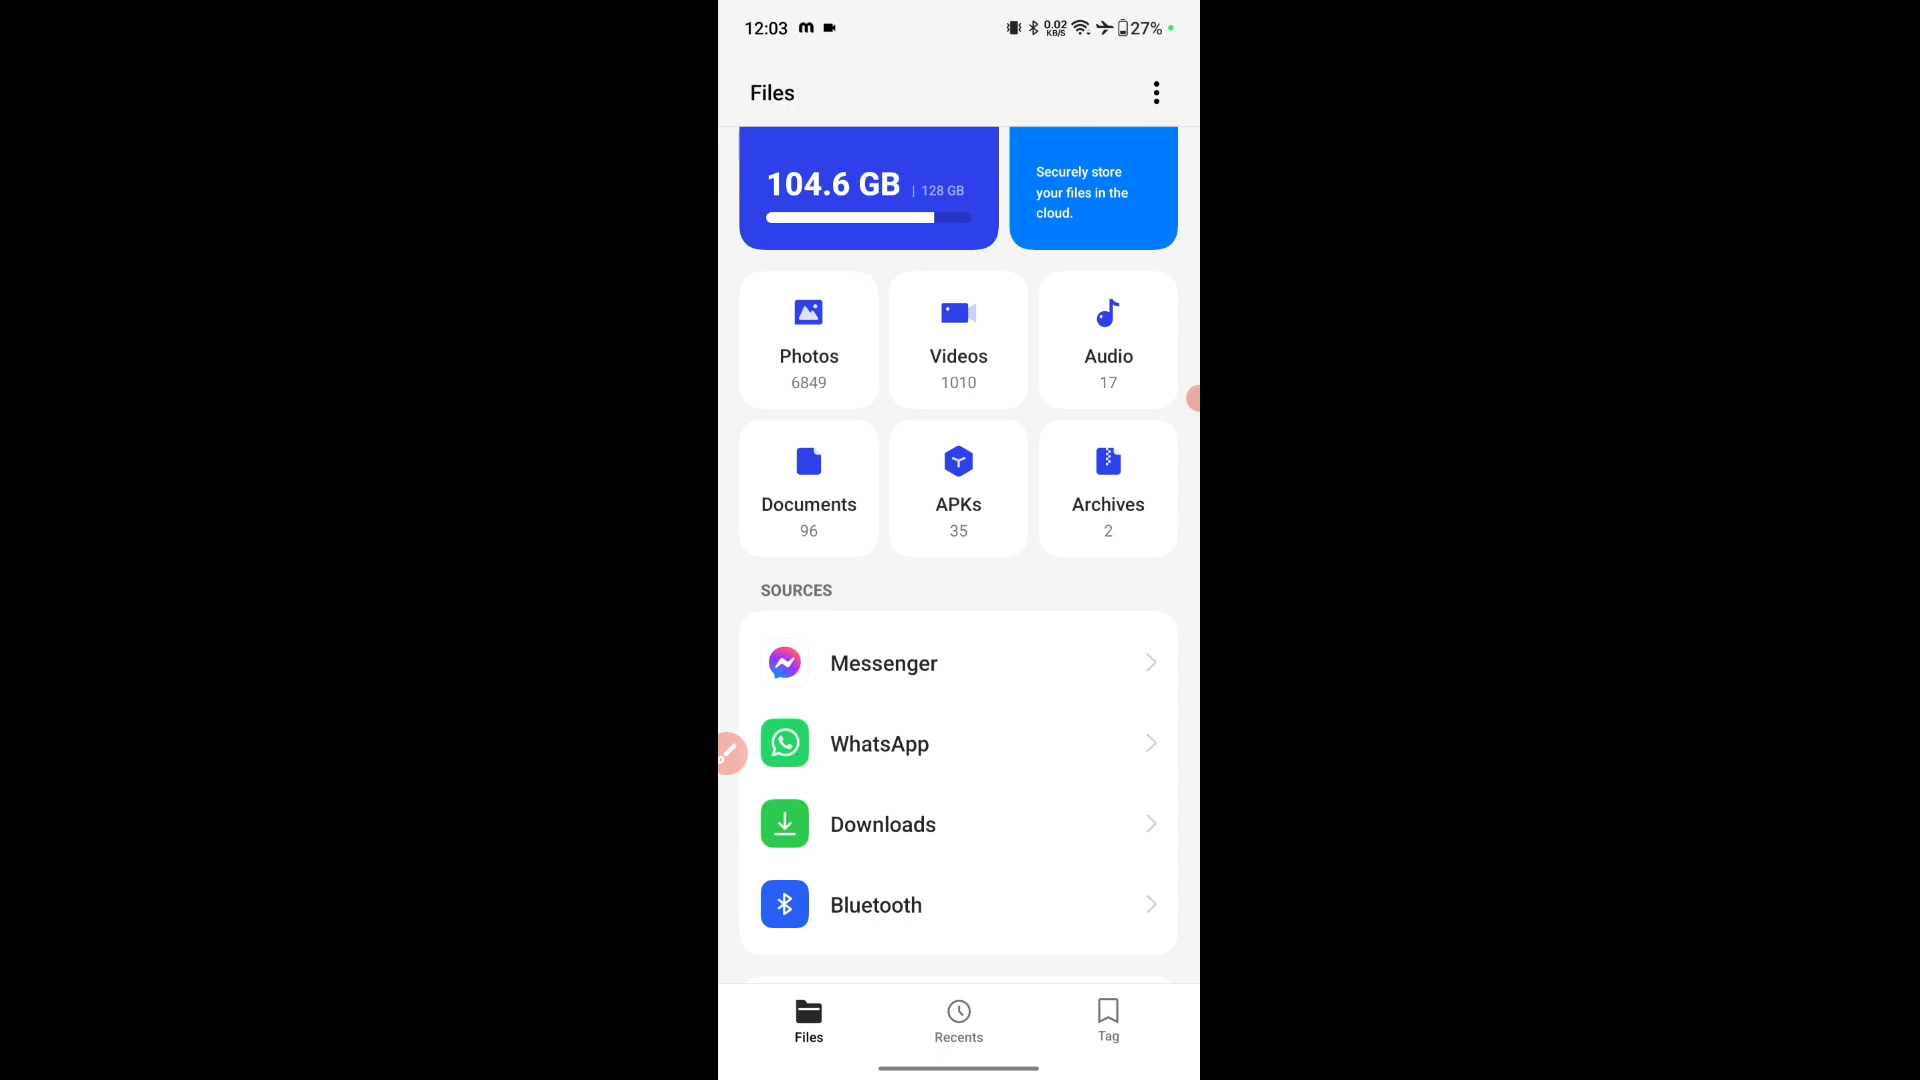 12:03 0.02 KB/S 27%
Files
104.6 GB | 128 GB
Securely store
your files in the
cloud.
Photos
6849
Videos
1010
Audio
17
Documents
96
APKs
35
Archives
2
SOURCES
Messenger
WhatsApp
Downloads
Bluetooth
Files
Recents
Tag